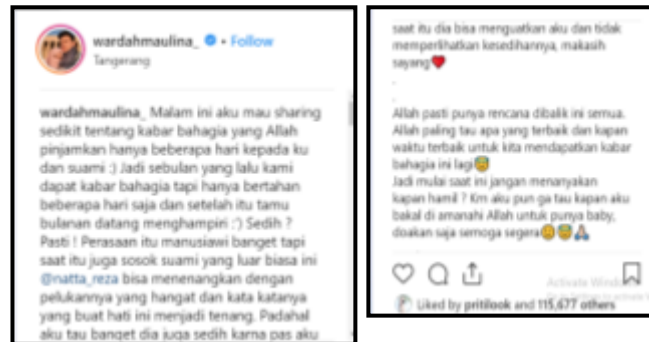 wardahmaulina_ • Follow
Tangerang
wardahmaulina_ Malam ini aku mau sharing
sedikit tentang kabar bahagia yang Allah
pinjamkan hanya beberapa hari kepada ku
dan suami :) Jadi sebulan yang lalu kami
dapat kabar bahagia tapi hanya bertahan
beberapa hari saja dan setelah itu tamu
bulanan datang menghampiri :') Sedih ?
Pasti ! Perasaan itu manusiawi banget tapi
saat itu juga sosok suami yang luar biasa ini
@natta_reza bisa menenangkan dengan
pelukannya yang hangat dan kata katanya
yang buat hati ini menjadi tenang. Padahal
aku tau banget dia juga sedih karna pas aku
saat itu dia bisa menguatkan aku dan tidak
memperlihatkan kesedihannya, makasih
sayang❤️
.
.
Allah pasti punya rencana dibalik ini semua.
Allah paling tau apa yang terbaik dan kapan
waktu terbaik untuk kita mendapatkan kabar
bahagia ini lagi😇
Jadi mulai saat ini jangan menanyakan
kapan hamil ? Krn aku pun ga tau kapan aku
bakal di amanahi Allah untuk punya baby,
doakan saja semoga segera😊😇🙏
Activate Windows
Liked by pritilook and 115,677 others